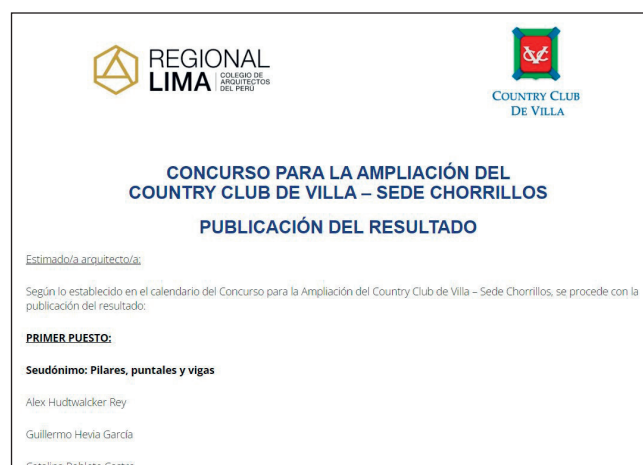 REGIONAL
LIMA
COLEGIO DE
ARQUITECTOS
DEL PERÚ
COUNTRY CLUB
DE VILLA
CONCURSO PARA LA AMPLIACIÓN DEL
COUNTRY CLUB DE VILLA – SEDE CHORRILLOS
PUBLICACIÓN DEL RESULTADO
Estimado/a arquitecto/a:
Según lo establecido en el calendario del Concurso para la Ampliación del Country Club de Villa – Sede Chorrillos, se procede con la
publicación del resultado:
PRIMER PUESTO:
Seudónimo: Pilares, puntales y vigas
Alex Hudtwalcker Rey
Guillermo Hevia García